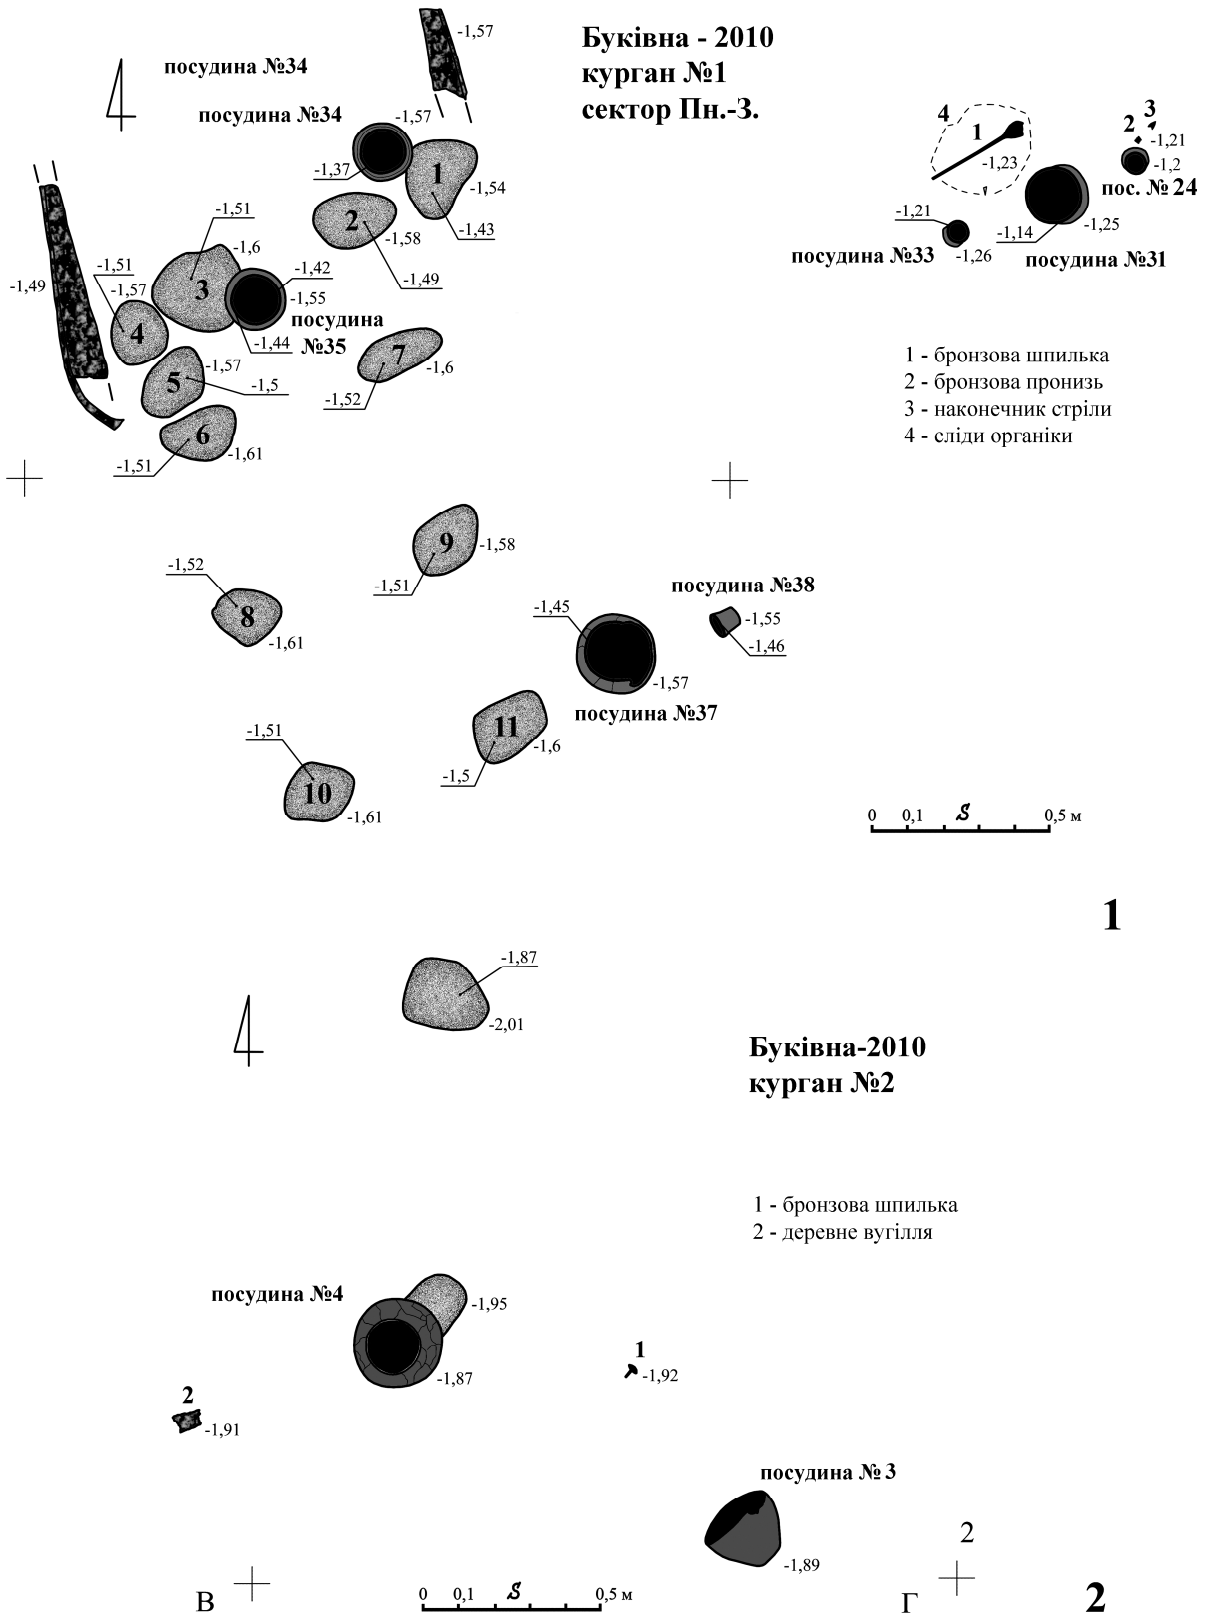 Буківна - 2010
курган №1
сектор Пн.-З.
-1,57
посудина №34
посудина №34
-1,57
-1,37
1
-1,54
-1,43
2
-1,58
-1,49
-1,51
-1,6
3
-1,42
-1,55
посудина
№35
-1,44
-1,51
-1,57
-1,49
4
-1,57
5
-1,5
7
-1,6
-1,52
6
-1,61
-1,51
4
1
-1,23
3
2
-1,21
-1,2
пос. №24
-1,21
-1,14
-1,25
-1,26
посудина №33
посудина №31
1 - бронзова шпилька
2 - бронзова пронизь
3 - наконечник стріли
4 - сліди органіки
9
-1,58
-1,51
-1,52
8
-1,61
посудина №38
-1,45
-1,55
-1,46
-1,57
посудина №37
11
-1,6
-1,5
-1,51
10
-1,61
0 0,1 S 0,5 м
1
-1,87
-2,01
Буківна-2010
курган №2
1 - бронзова шпилька
2 - деревне вугілля
посудина №4
-1,95
-1,87
1
-1,92
2
-1,91
посудина №3
-1,89
2
В
0 0,1 S 0,5 м
Г
2